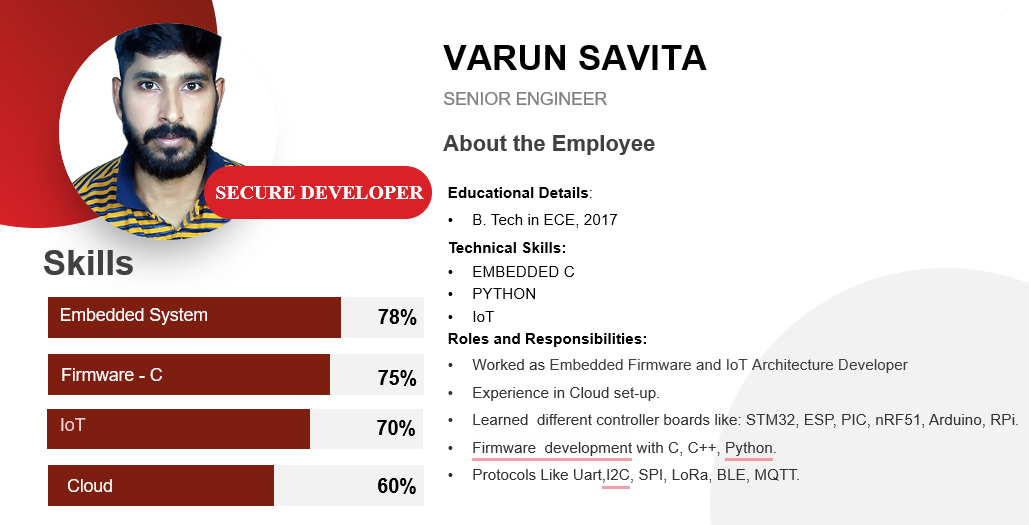 VARUN SAVITA
SENIOR ENGINEER
About the Employee
SECURE DEVELOPER
Skills
Embedded System 78%
Firmware - C 75%
IoT 70%
Cloud 60%
Educational Details:
• B. Tech in ECE, 2017
Technical Skills:
• EMBEDDED C
• PYTHON
• IoT
Roles and Responsibilities:
• Worked as Embedded Firmware and IoT Architecture Developer
• Experience in Cloud set-up.
• Learned different controller boards like: STM32, ESP, PIC, nRF51, Arduino, RPi.
• Firmware development with C, C++, Python.
• Protocols Like Uart,I2C, SPI, LoRa, BLE, MQTT.